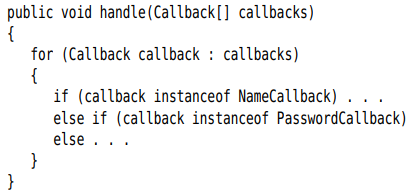 public void handle(Callback[] callbacks)
{
   for (Callback callback : callbacks)
   {
      if (callback instanceof NameCallback) . . .
      else if (callback instanceof PasswordCallback)
      else . . .
   }
}